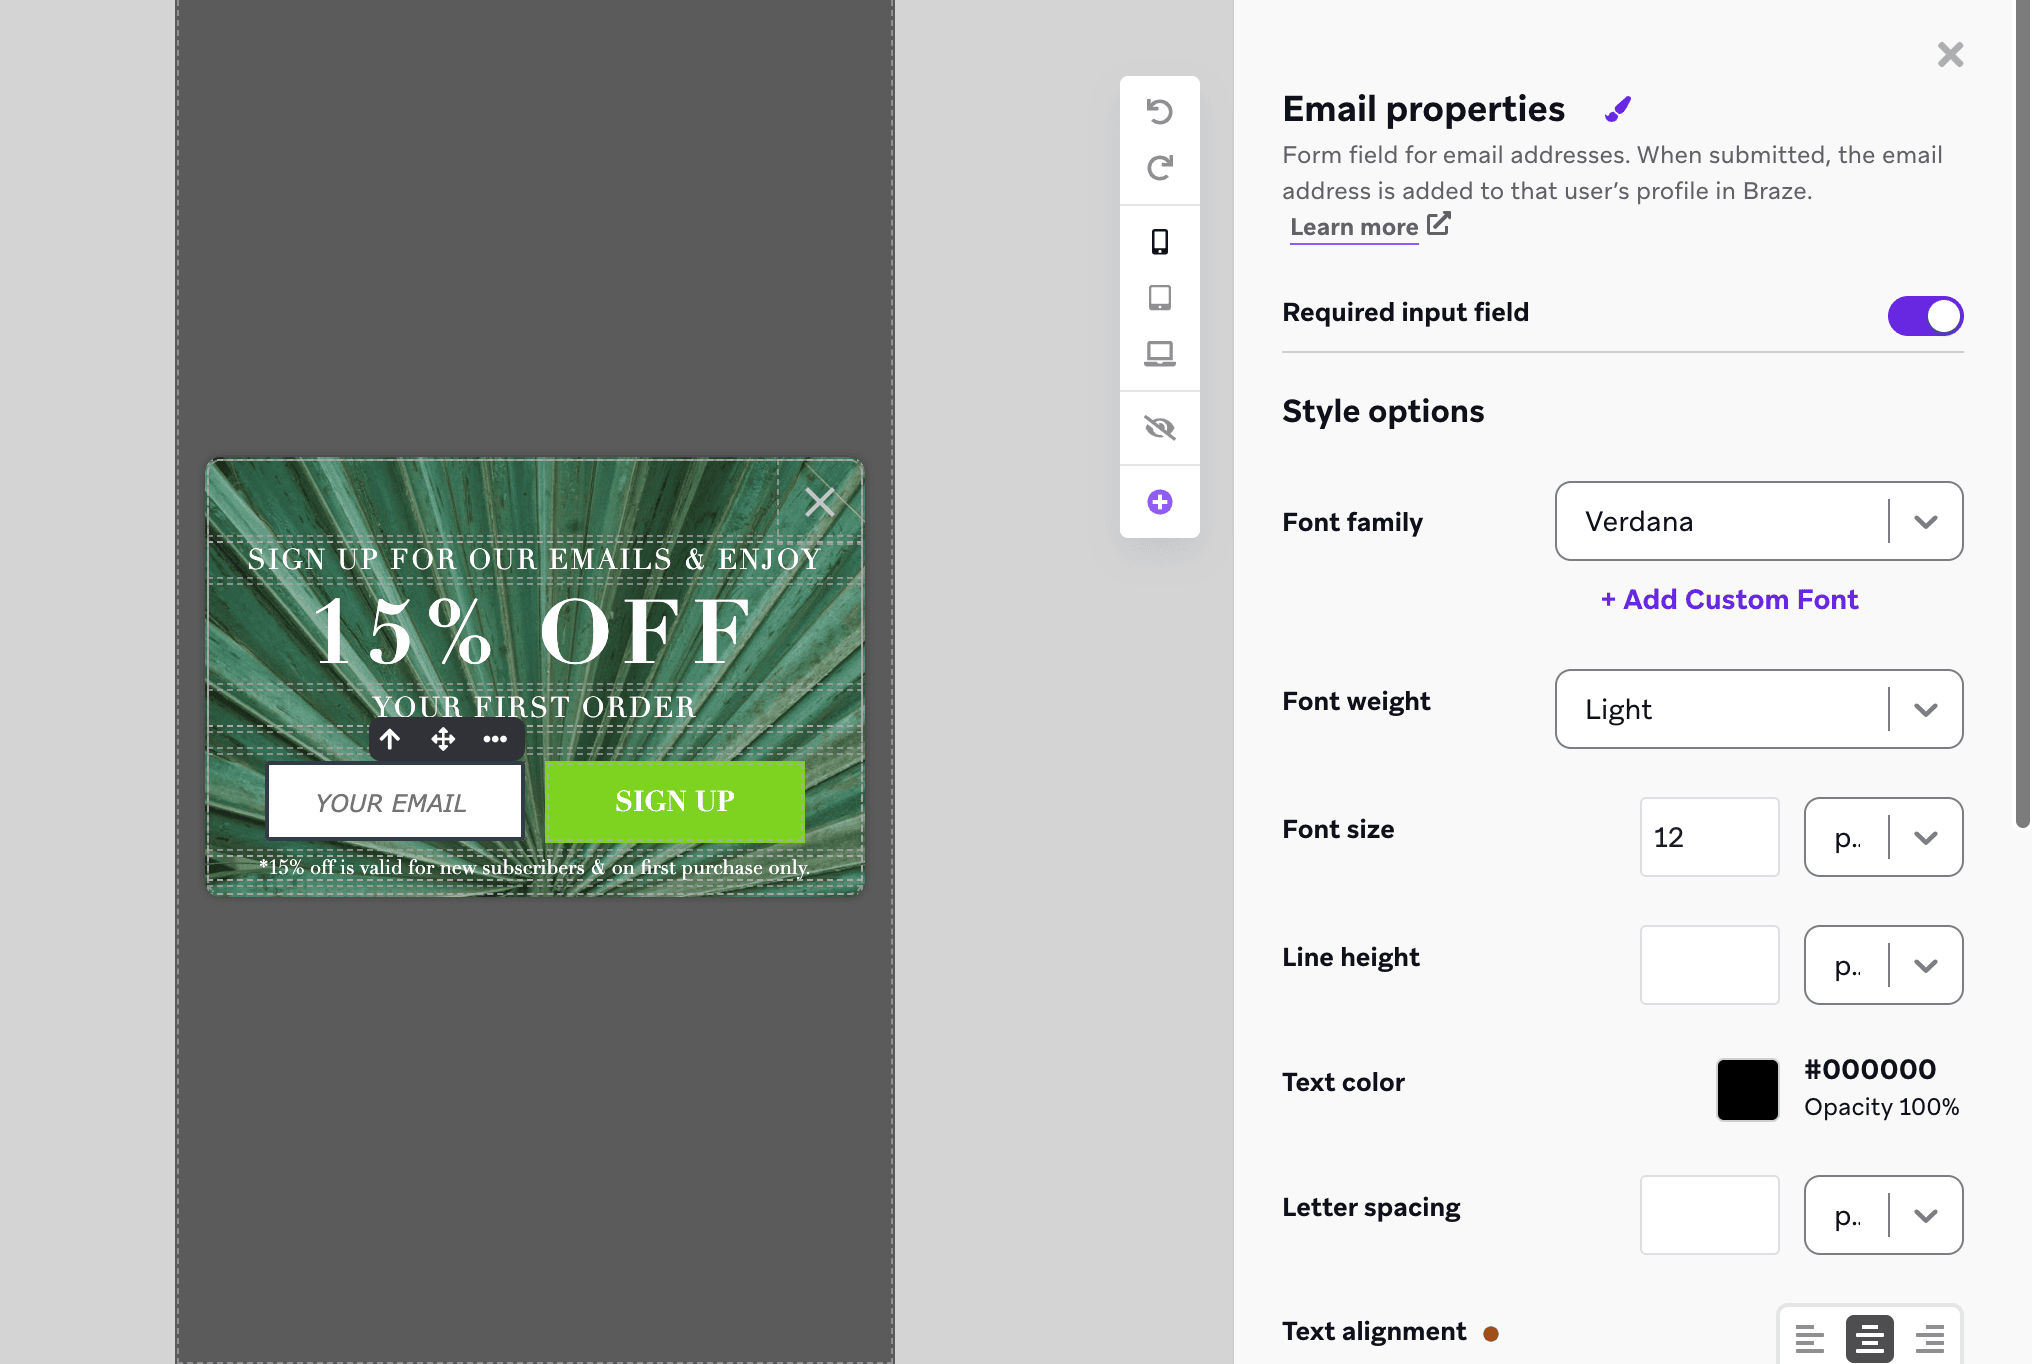 SIGN UP FOR OUR EMAILS & ENJOY
15% OFF
YOUR FIRST ORDER
YOUR EMAIL
SIGN UP
*15% off is valid for new subscribers & on first purchase only.
Email properties
Form field for email addresses. When submitted, the email
address is added to that user’s profile in Braze.
Learn more
Required input field
Style options
Font family
Verdana
+ Add Custom Font
Font weight
Light
Font size
12
p..
Line height
p..
Text color
#000000
Opacity 100%
Letter spacing
p..
Text alignment